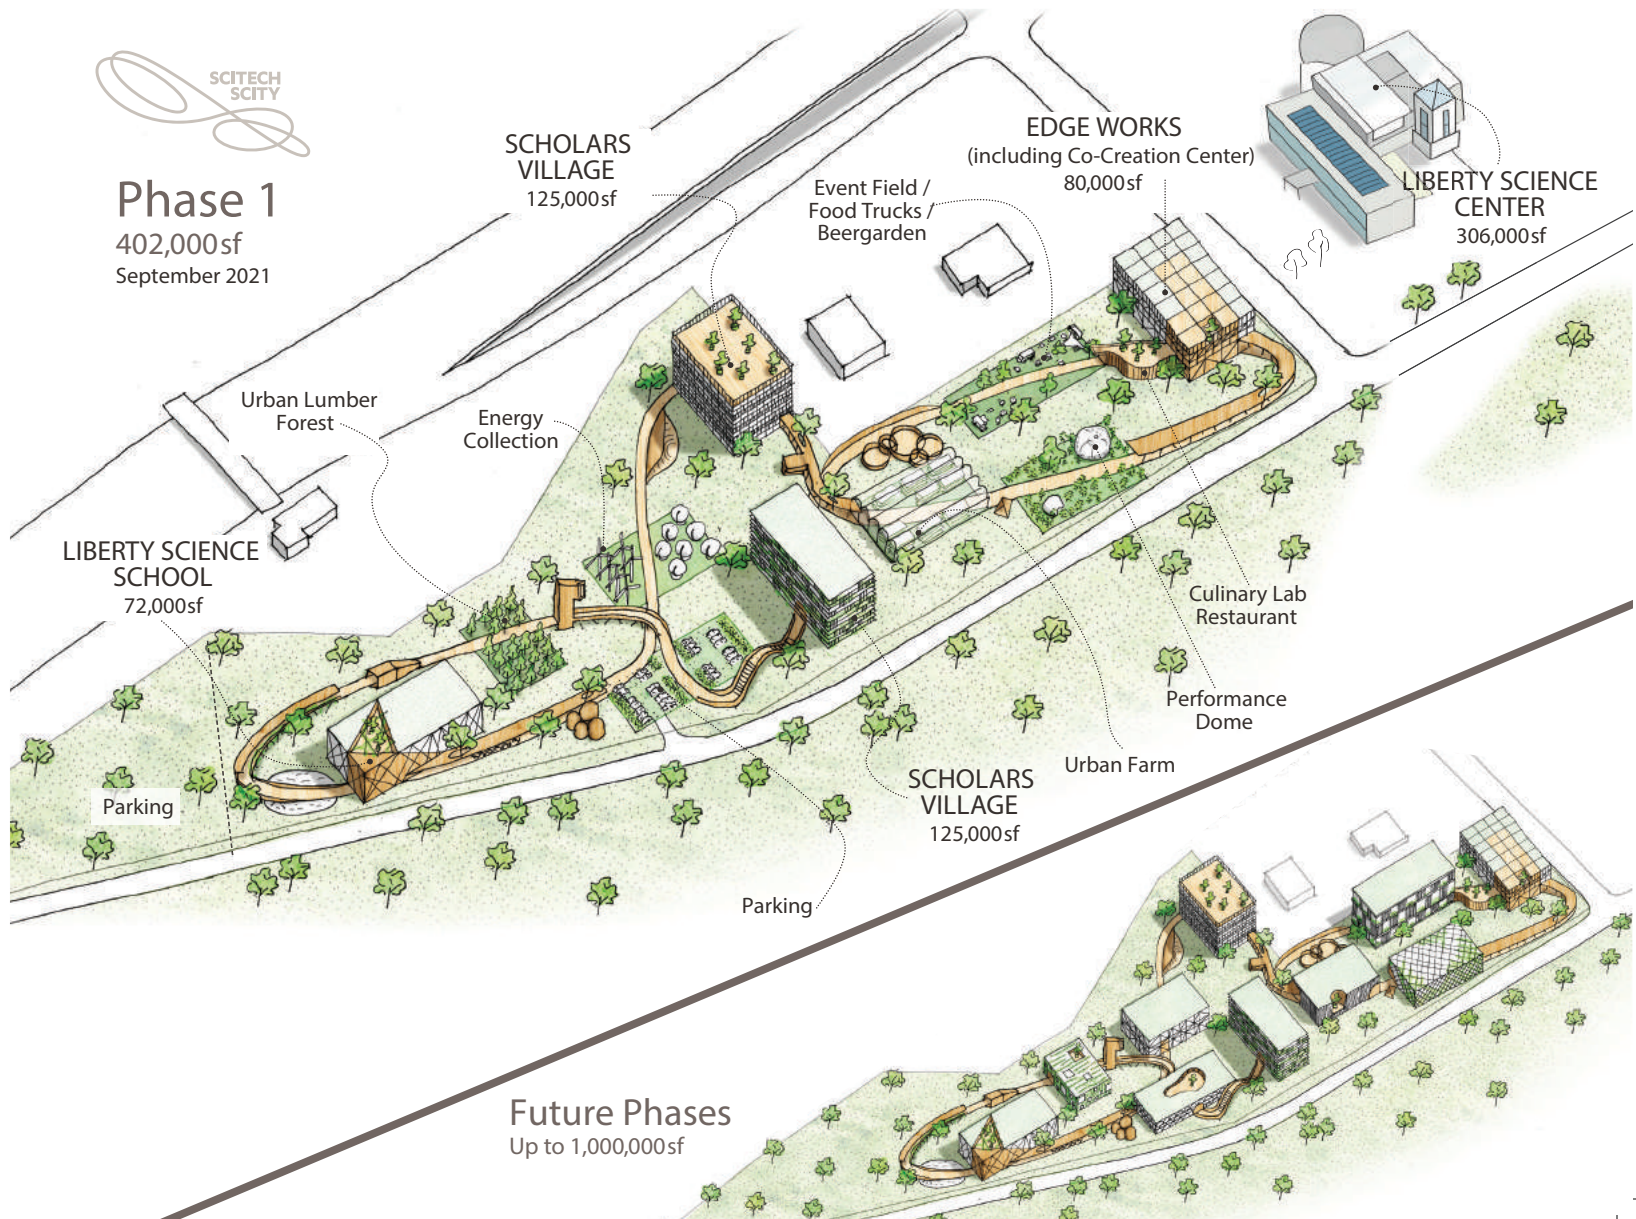 SCITECH
SCITY
Phase 1
402,000sf
September 2021
SCHOLARS
VILLAGE
125,000sf
Event Field /
Food Trucks /
Beergarden
EDGE WORKS
(including Co-Creation Center)
80,000sf
LIBERTY SCIENCE
CENTER
306,000sf
Urban Lumber
Forest
Energy
Collection
LIBERTY SCIENCE
SCHOOL
72,000sf
Culinary Lab
Restaurant
Performance
Dome
Urban Farm
SCHOLARS
VILLAGE
125,000sf
Parking
Parking
Future Phases
Up to 1,000,000sf